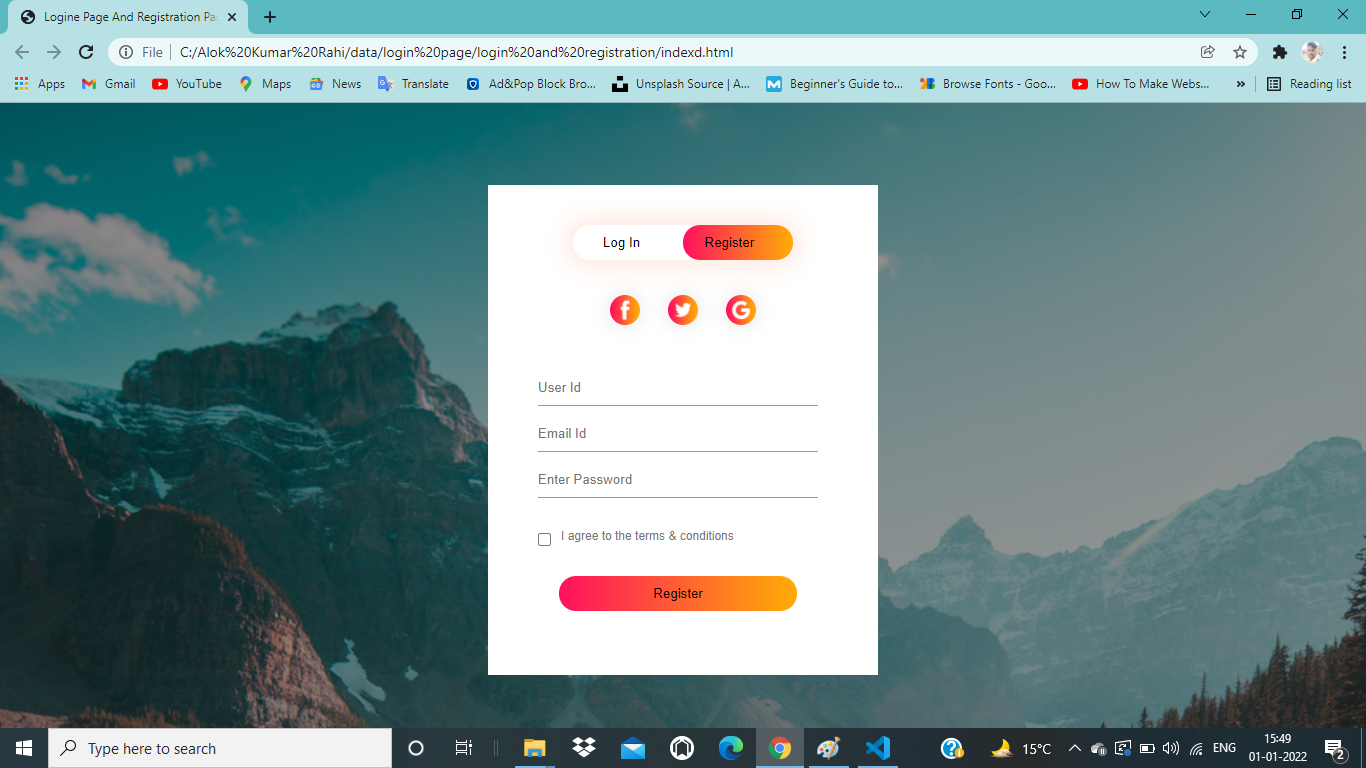 Logine Page And Registration Pa
File C:/Alok%20Kumar%20Rahi/data/login%20page/login%20and%20registration/indexd.html
Apps Gmail YouTube Maps News Translate Ad&Pop Block Bro... Unsplash Source | A... Beginner's Guide to... Browse Fonts - Goo... How To Make Webs... » Reading list
Log In Register
User Id
Email Id
Enter Password
I agree to the terms & conditions
Register
Type here to search
15°C ENG 15:49
01-01-2022 2